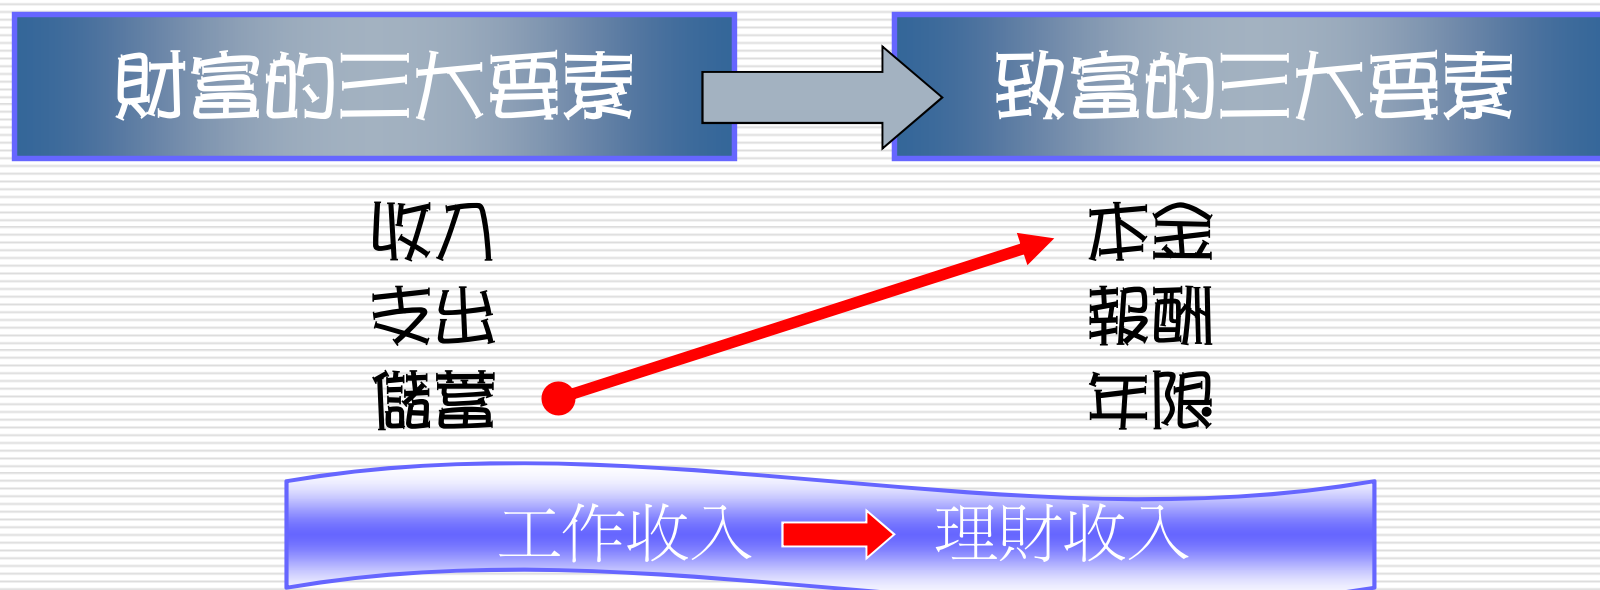 財富的三大要素
致富的三大要素
收入
支出
儲蓄
本金
報酬
年限
工作收入
理財收入